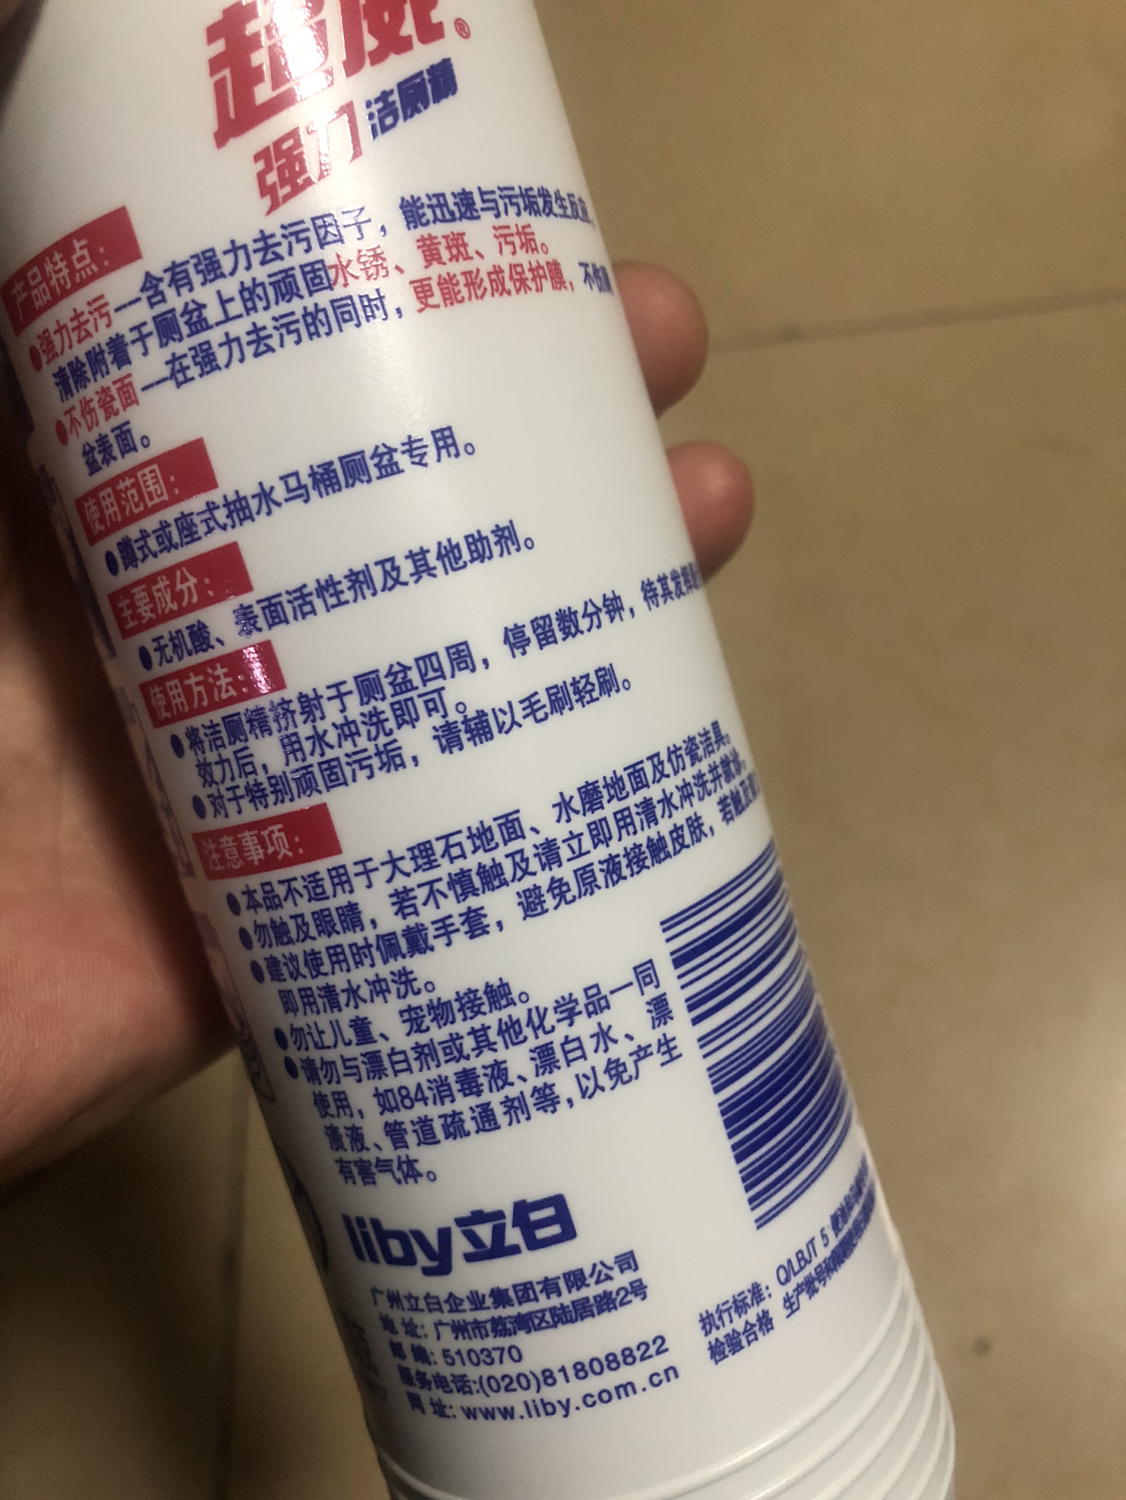 超威®
强力洁厕精
产品特点：
●强力去污—含有强力去污因子，能迅速与污垢发生反应，
清除附着于厕盆上的顽固水锈、黄斑、污垢。
●不伤瓷面—在强力去污的同时，更能形成保护膜，不伤
盆表面。
使用范围：
●蹲式或座式抽水马桶厕盆专用。
主要成分：
●无机酸、表面活性剂及其他助剂。
使用方法：
●将洁厕精挤射于厕盆四周，停留数分钟，待其发挥
效力后，用水冲洗即可。
●对于特别顽固污垢，请辅以毛刷轻刷。
注意事项：
●本品不适用于大理石地面、水磨地面及仿瓷洁具。
●勿触及眼睛，若不慎触及请立即用清水冲洗并就诊。
●建议使用时佩戴手套，避免原液接触皮肤，若触及
即用清水冲洗。
●勿让儿童、宠物接触。
●请勿与漂白剂或其他化学品一同
使用，如84消毒液、漂白水、漂
渍液、管道疏通剂等，以免产生
有害气体。
liby立白
广州立白企业集团有限公司
地 址：广州市荔湾区陆居路2号
邮 编：510370
服务电话：(020)81808822
网 址：www.liby.com.cn
执行标准：Q/LBJT 5
检验合格 生产批号和